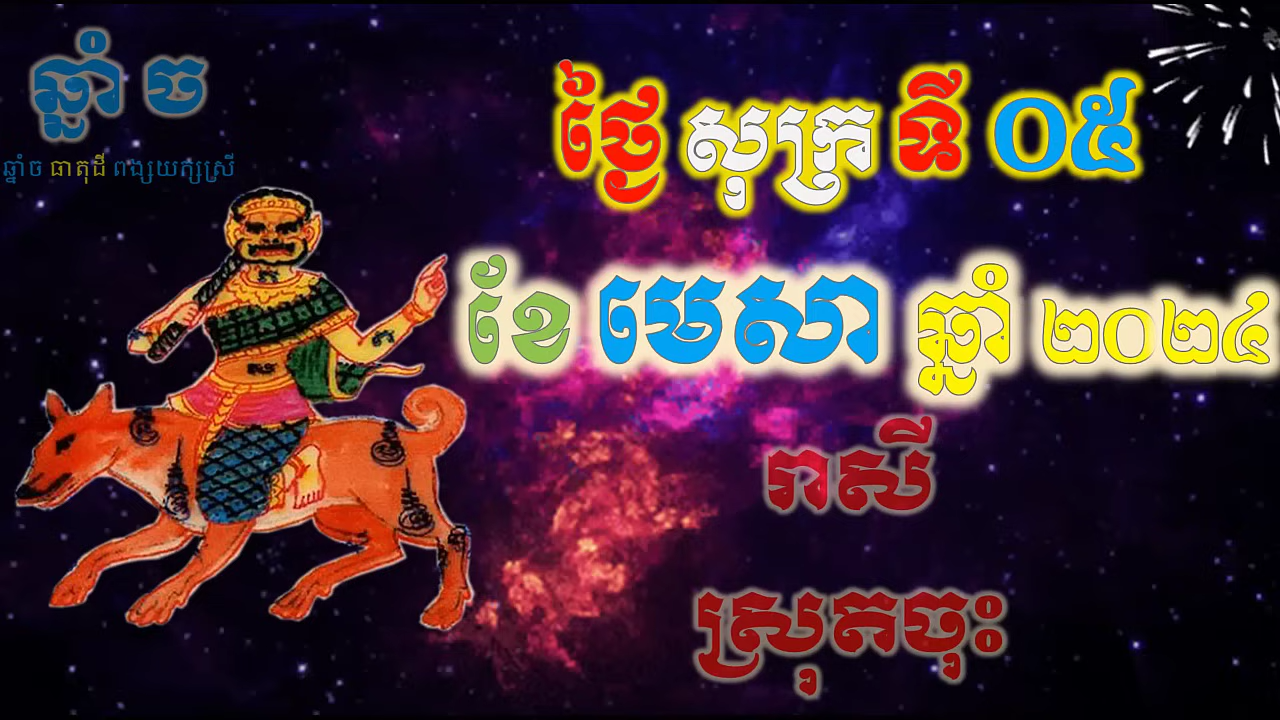 ឆ្នាំ ច
ឆ្នាំច ធាតុដី ពង្សយក្សស្រី
ថ្ងៃ សុក្រ ទី ០៥
ខែ មេសា ឆ្នាំ ២០២៤
រាសី
ស្រុតចុះ